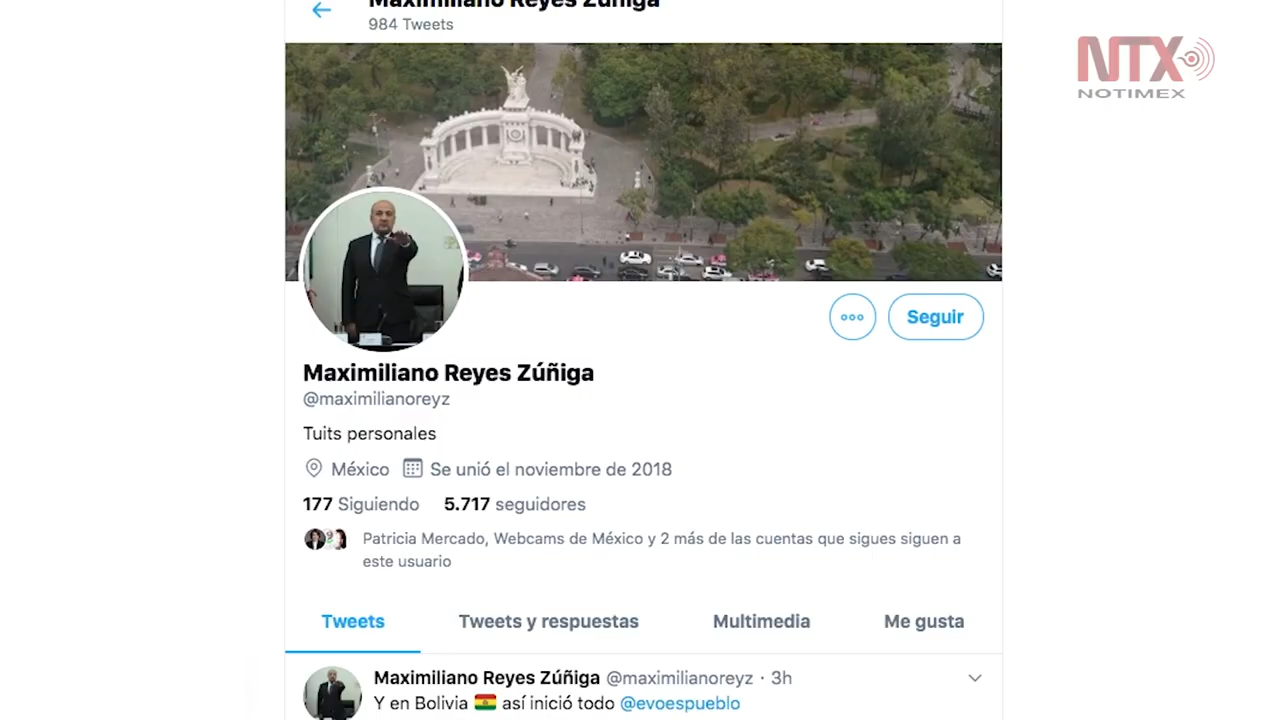 Maximiliano Reyes Zúñiga
984 Tweets
NTX
NOTIMEX
Seguir
Maximiliano Reyes Zúñiga
@maximilianoreyz
Tuits personales
México Se unió el noviembre de 2018
177 Siguiendo 5.717 seguidores
Patricia Mercado, Webcams de México y 2 más de las cuentas que sigues siguen a
este usuario
Tweets Tweets y respuestas Multimedia Me gusta
Maximiliano Reyes Zúñiga @maximilianoreyz · 3h
Y en Bolivia así inició todo @evoespueblo